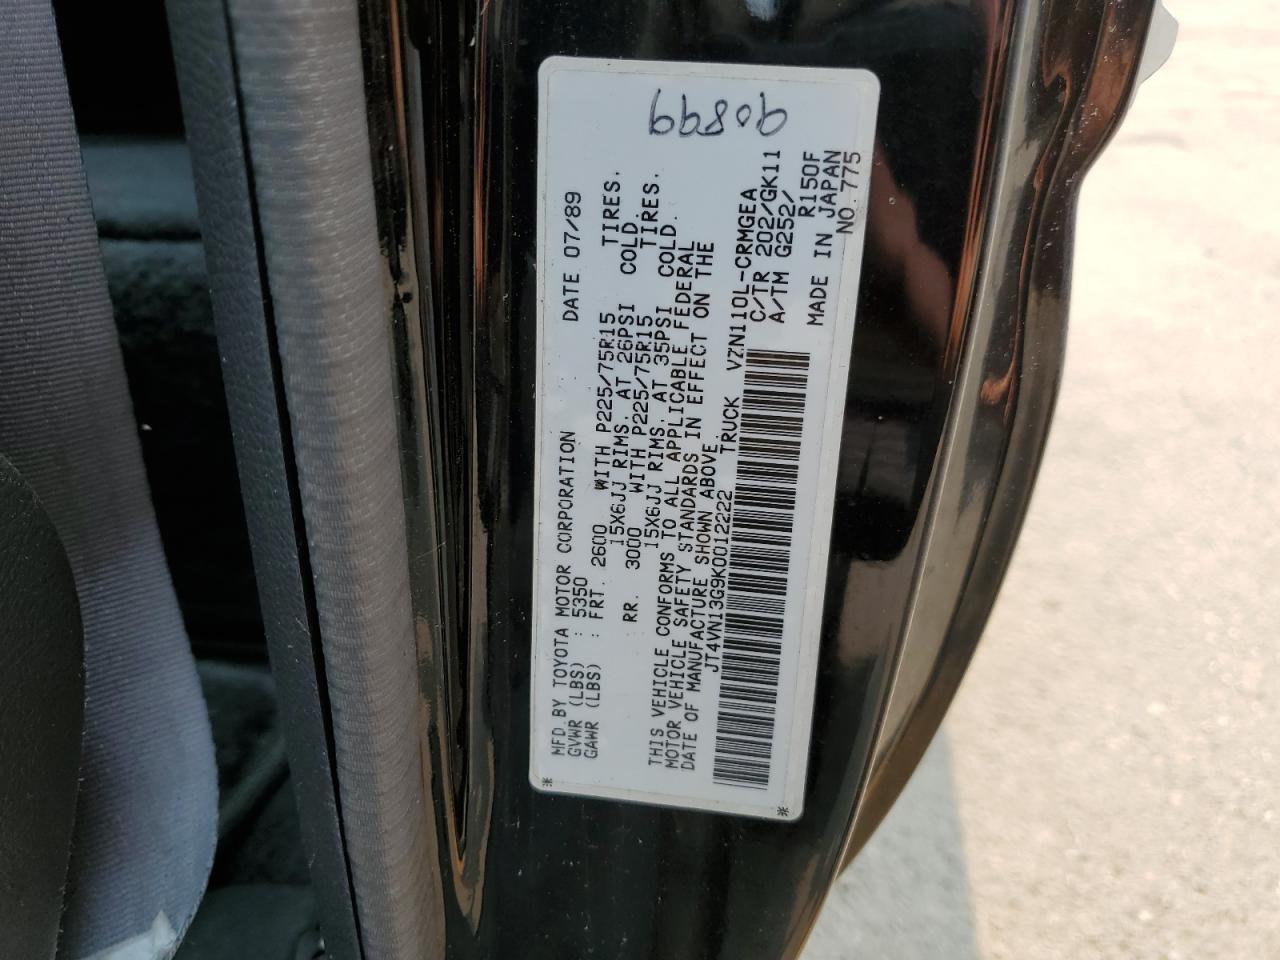 90899
MFD.BY TOYOTA MOTOR CORPORATION DATE 07/89
GVWR (LBS) : 5350
GAWR (LBS) : FRT. 2600 WITH P225/75R15 TIRES.
15X6JJ RIMS. AT 26PSI COLD.
RR. 3000 WITH P225/75R15 TIRES.
15X6JJ RIMS. AT 35PSI COLD.
THIS VEHICLE CONFORMS TO ALL APPLICABLE FEDERAL
MOTOR VEHICLE SAFETY STANDARDS IN EFFECT ON THE
DATE OF MANUFACTURE SHOWN ABOVE.
JT4VN13G9K0012222 TRUCK VZN110L-CRMGEA
C/TR 202/GK11
A/TM G252/
R150F
MADE IN JAPAN
NO.775